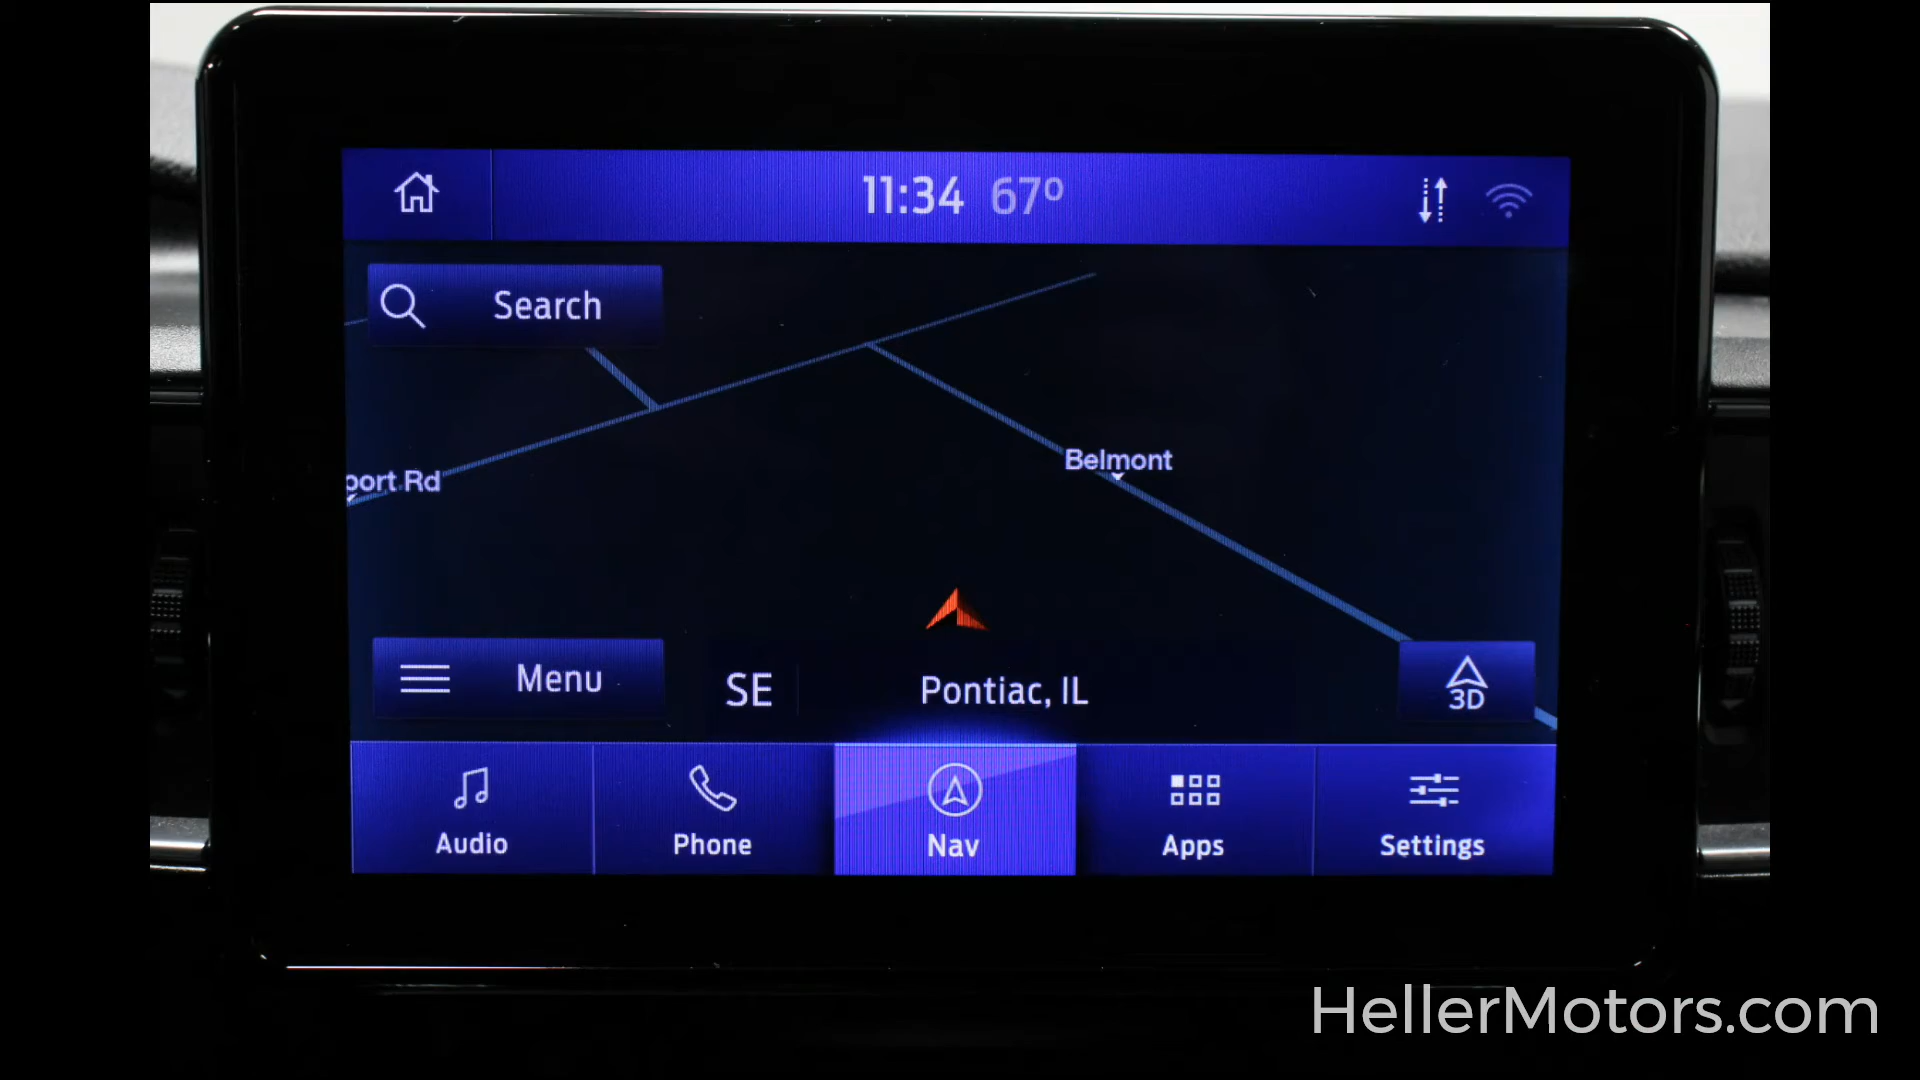 11:34 67º
Search
Belmont
port Rd
Menu
SE
Pontiac, IL
3D
Audio
Phone
Nav
Apps
Settings
HellerMotors.com